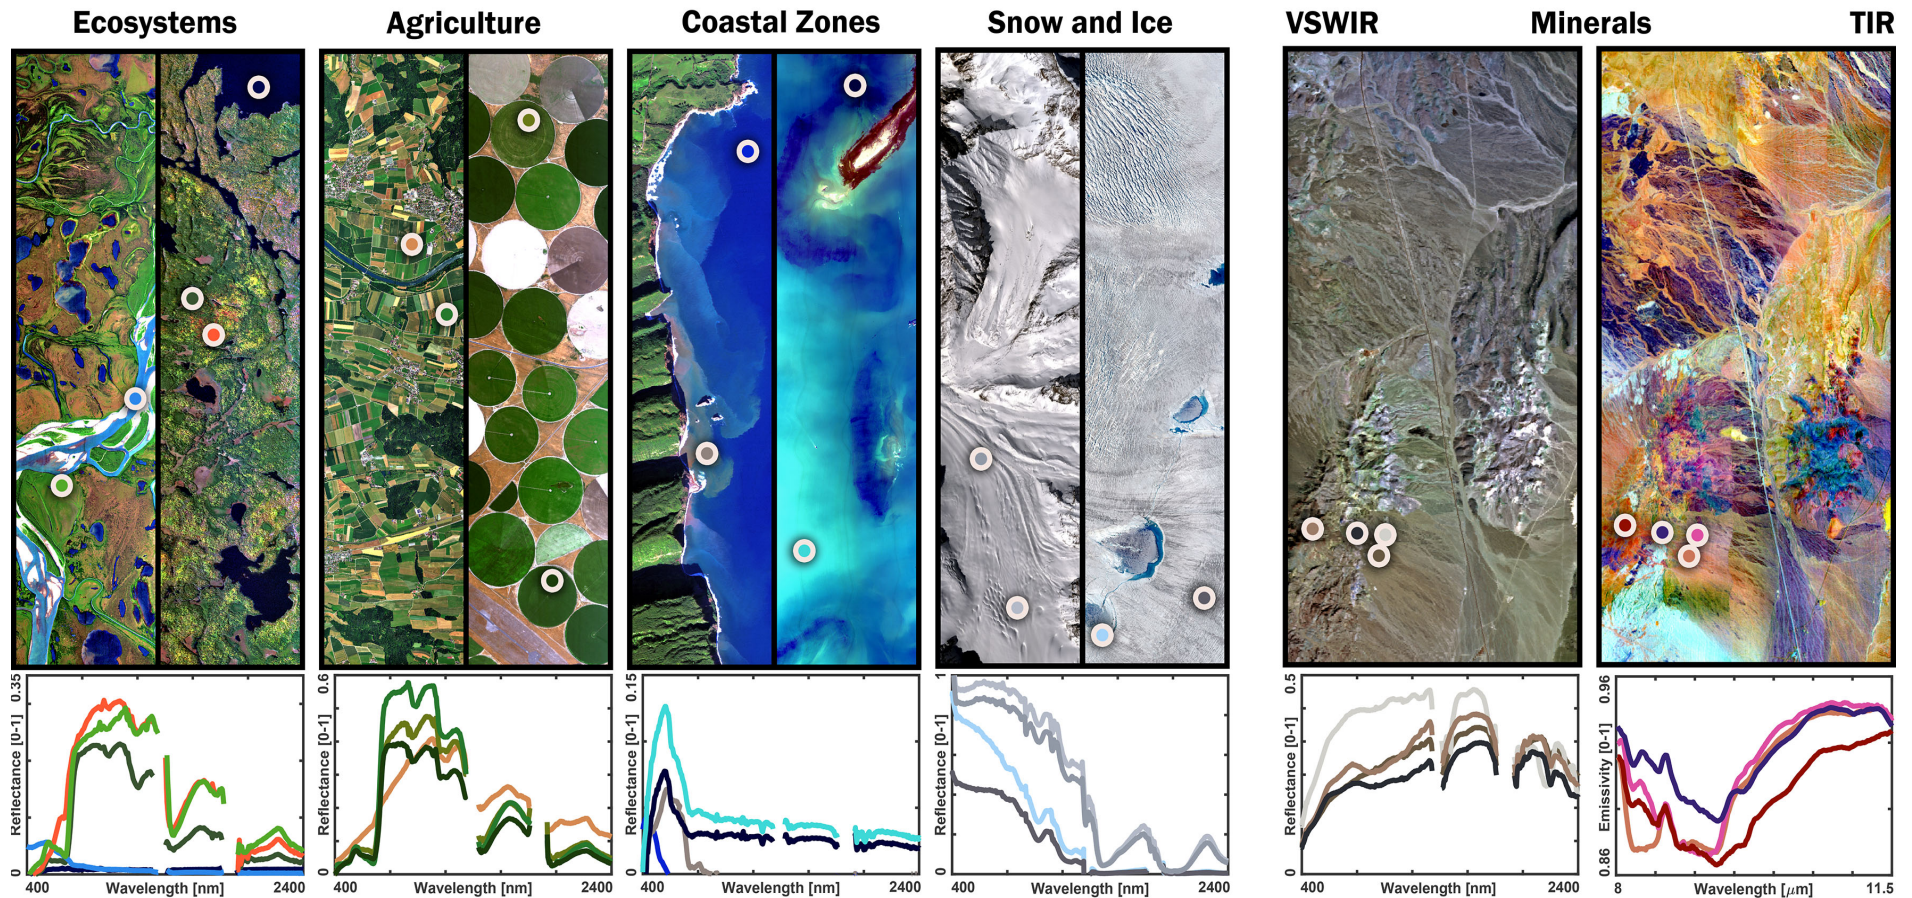 Ecosystems
Agriculture
Coastal Zones
Snow and Ice
VSWIR
Minerals
TIR
0.35
Reflectance [0-1]
0
400
Wavelength [nm]
2400
0.6
Reflectance [0-1]
0
400
Wavelength [nm]
2400
0.15
Reflectance [0-1]
0
400
Wavelength [nm]
2400
1
Reflectance [0-1]
0
400
Wavelength [nm]
2400
0.5
Reflectance [0-1]
0
400
Wavelength [nm]
2400
0.96
Emissivity [0-1]
0.86
8
Wavelength [μm]
11.5